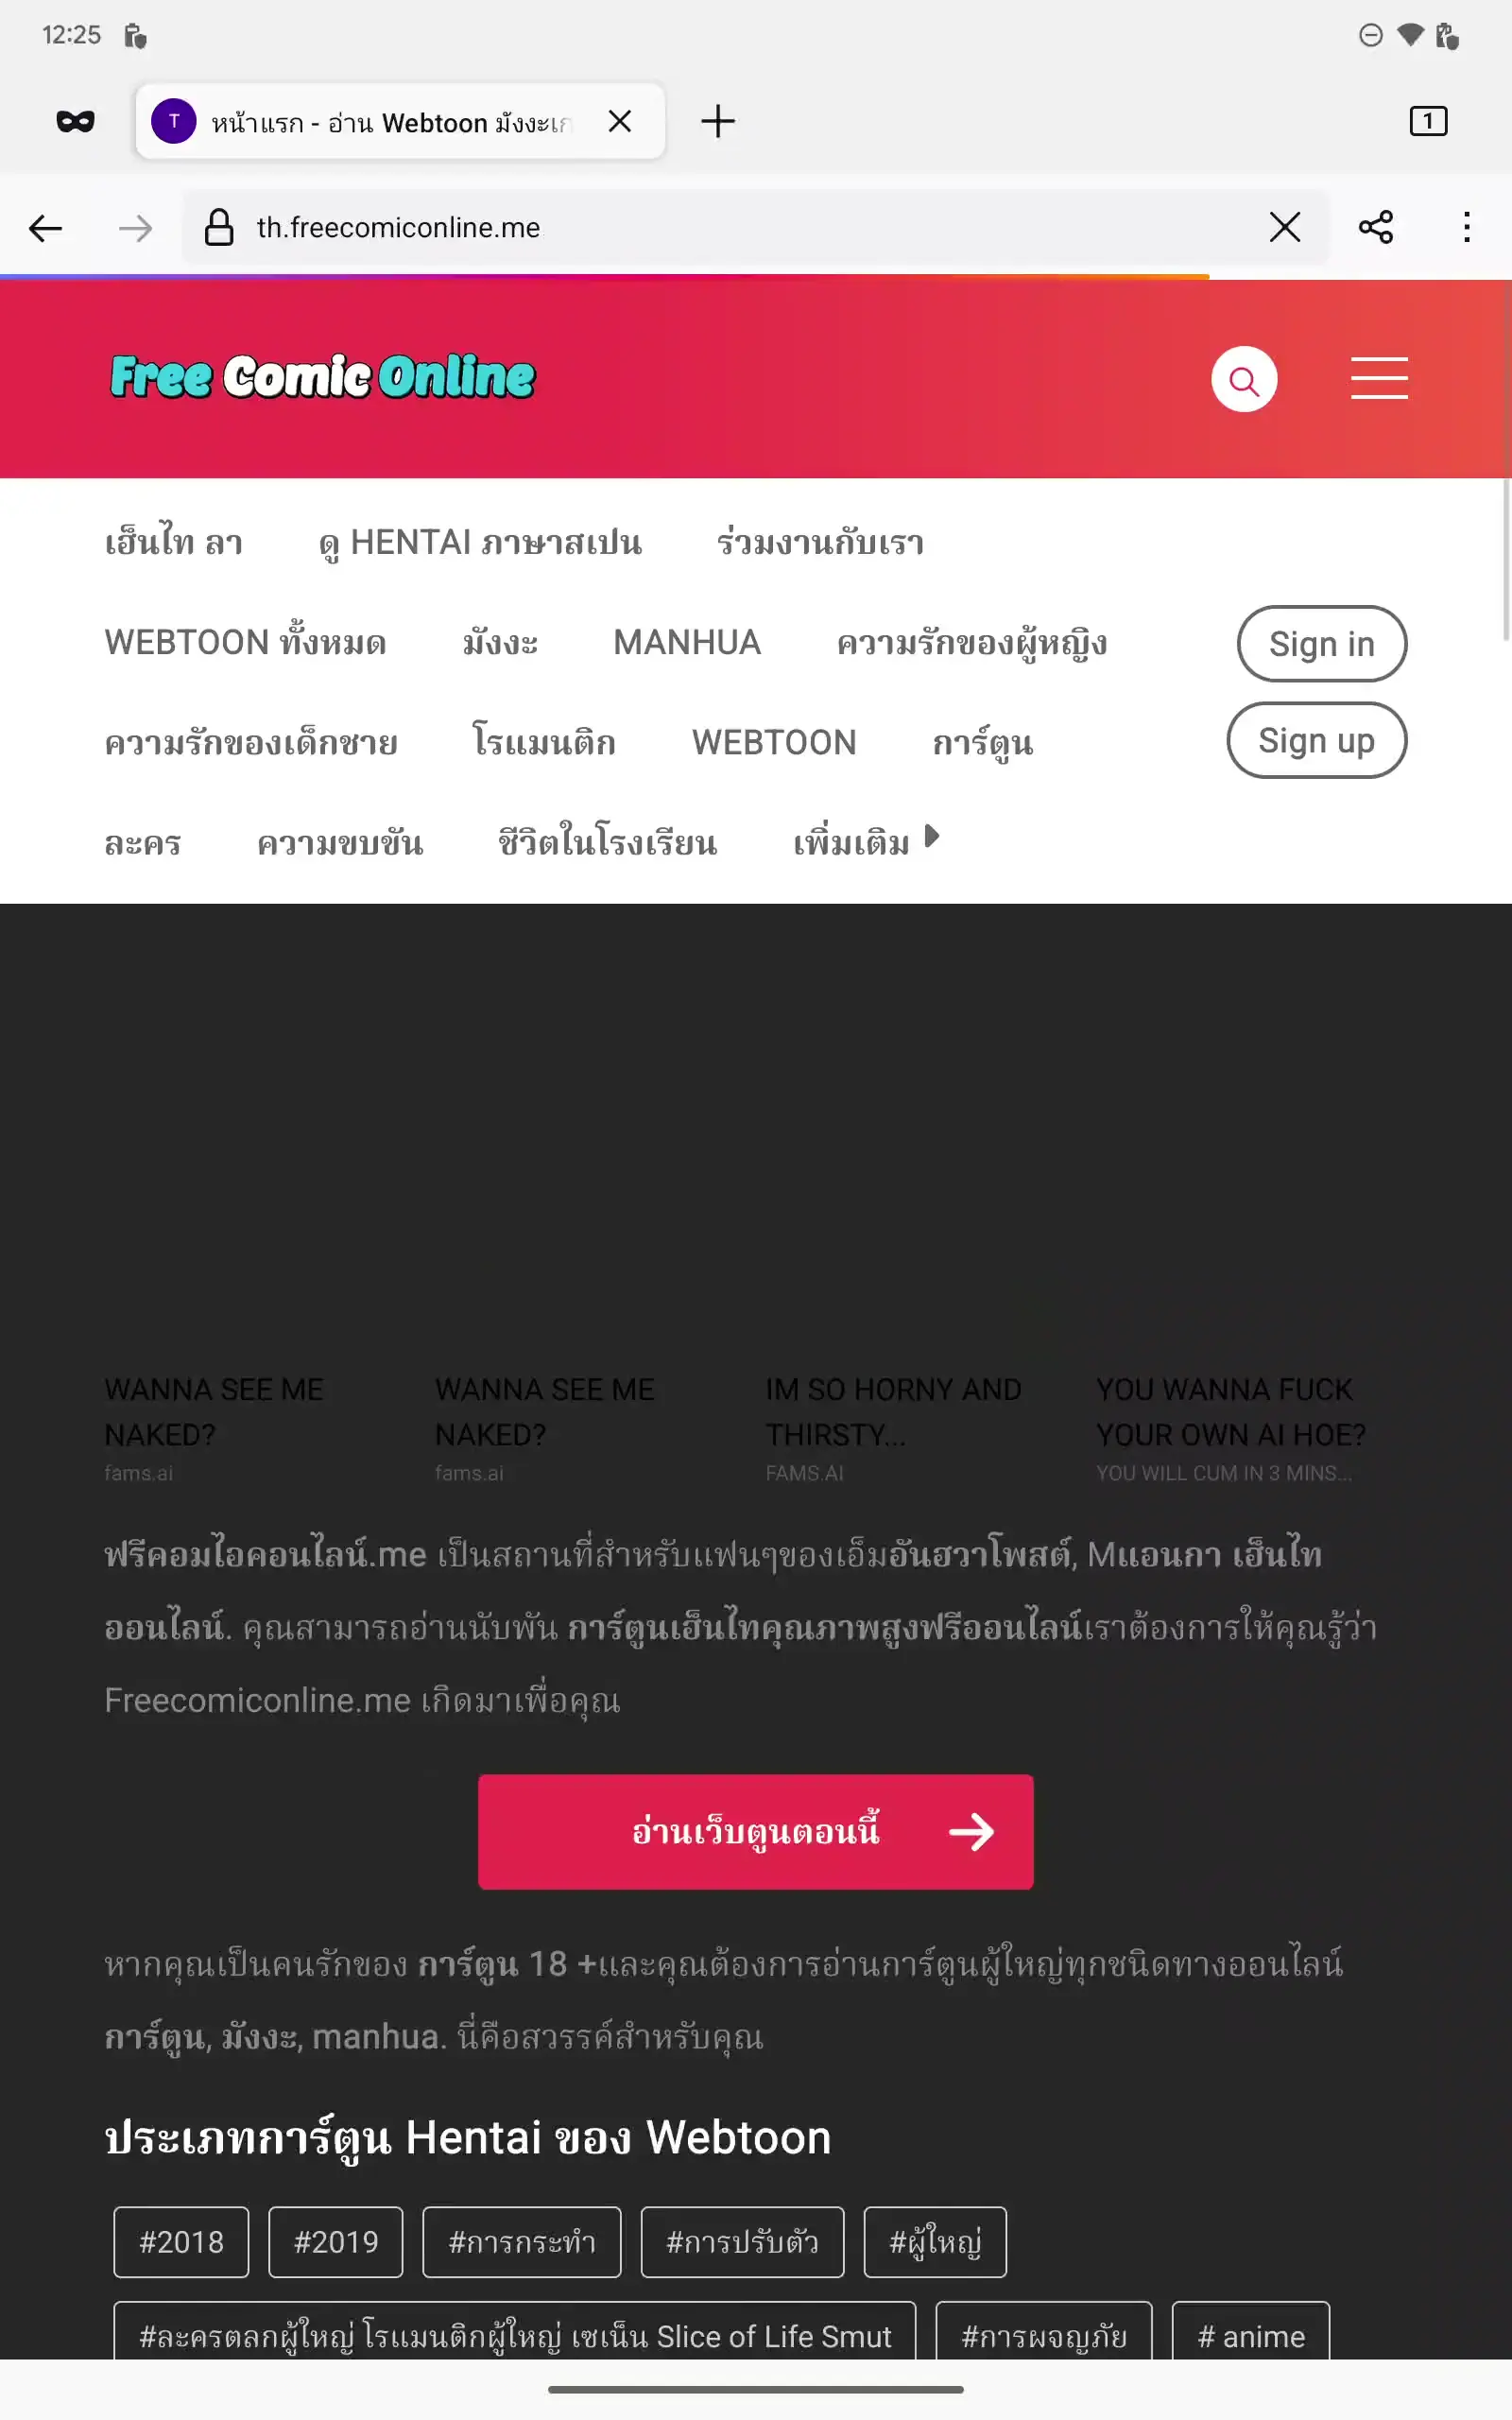 12:25
T หน้าแรก - อ่าน Webtoon มังงะเก
1
th.freecomiconline.me
Free Comic Online
เฮ็นไท ลา ดู HENTAI ภาษาสเปน ร่วมงานกับเรา
WEBTOON ทั้งหมด มังงะ MANHUA ความรักของผู้หญิง Sign in
ความรักของเด็กชาย โรแมนติก WEBTOON การ์ตูน Sign up
ละคร ความขบขัน ชีวิตในโรงเรียน เพิ่มเติม
WANNA SEE ME NAKED?
fams.ai
WANNA SEE ME NAKED?
fams.ai
IM SO HORNY AND THIRSTY...
FAMS.AI
YOU WANNA FUCK YOUR OWN AI HOE?
YOU WILL CUM IN 3 MINS...
ฟรีคอมไอคอนไลน์.me เป็นสถานที่สำหรับแฟนๆของเอ็มอันฮวาโพสต์, Mแอนกา เฮ็นไท
ออนไลน์. คุณสามารถอ่านนับพัน การ์ตูนเฮ็นไทคุณภาพสูงฟรีออนไลน์เราต้องการให้คุณรู้ว่า
Freecomiconline.me เกิดมาเพื่อคุณ
อ่านเว็บตูนตอนนี้
หากคุณเป็นคนรักของ การ์ตูน 18 +และคุณต้องการอ่านการ์ตูนผู้ใหญ่ทุกชนิดทางออนไลน์
การ์ตูน, มังงะ, manhua. นี่คือสวรรค์สำหรับคุณ
ประเภทการ์ตูน Hentai ของ Webtoon
#2018 #2019 #การกระทำ #การปรับตัว #ผู้ใหญ่
#ละครตลกผู้ใหญ่ โรแมนติกผู้ใหญ่ เซเน็น Slice of Life Smut #การผจญภัย # anime